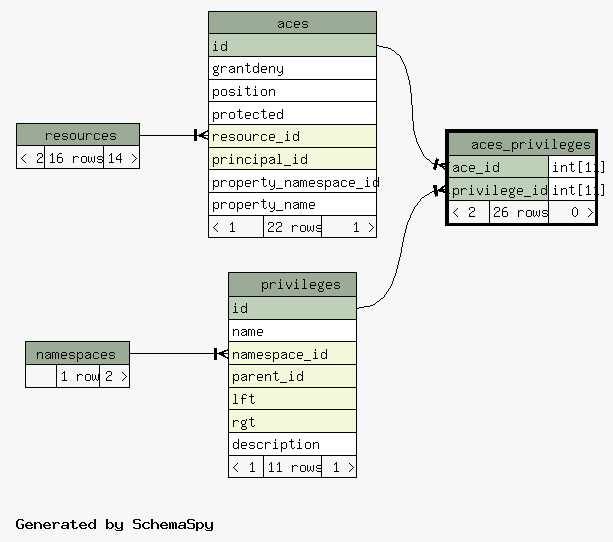 aces
id
grantdeny
position
protected
resource_id
principal_id
property_namespace_id
property_name
< 1 22 rows 1 >
resources
< 2 16 rows 14 >
aces_privileges
ace_id int[11]
privilege_id int[11]
< 2 26 rows 0 >
privileges
id
name
namespace_id
parent_id
lft
rgt
description
< 1 11 rows 1 >
namespaces
1 row 2 >
Generated by SchemaSpy